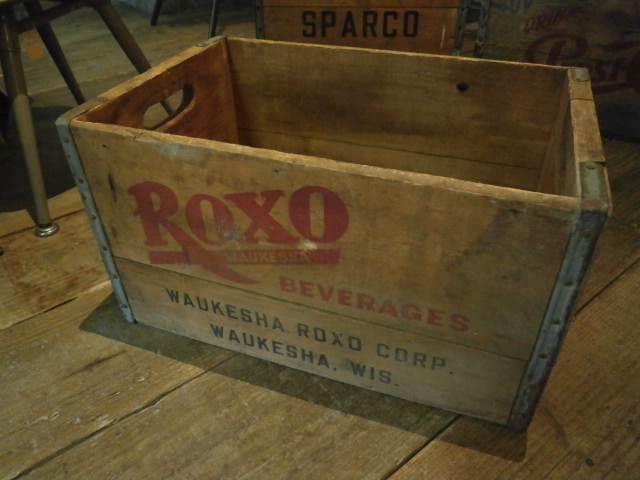 SPARCO
ROXO
WAUKESHA
BEVERAGES
WAUKESHA ROXO CORP.
WAUKESHA, WIS.